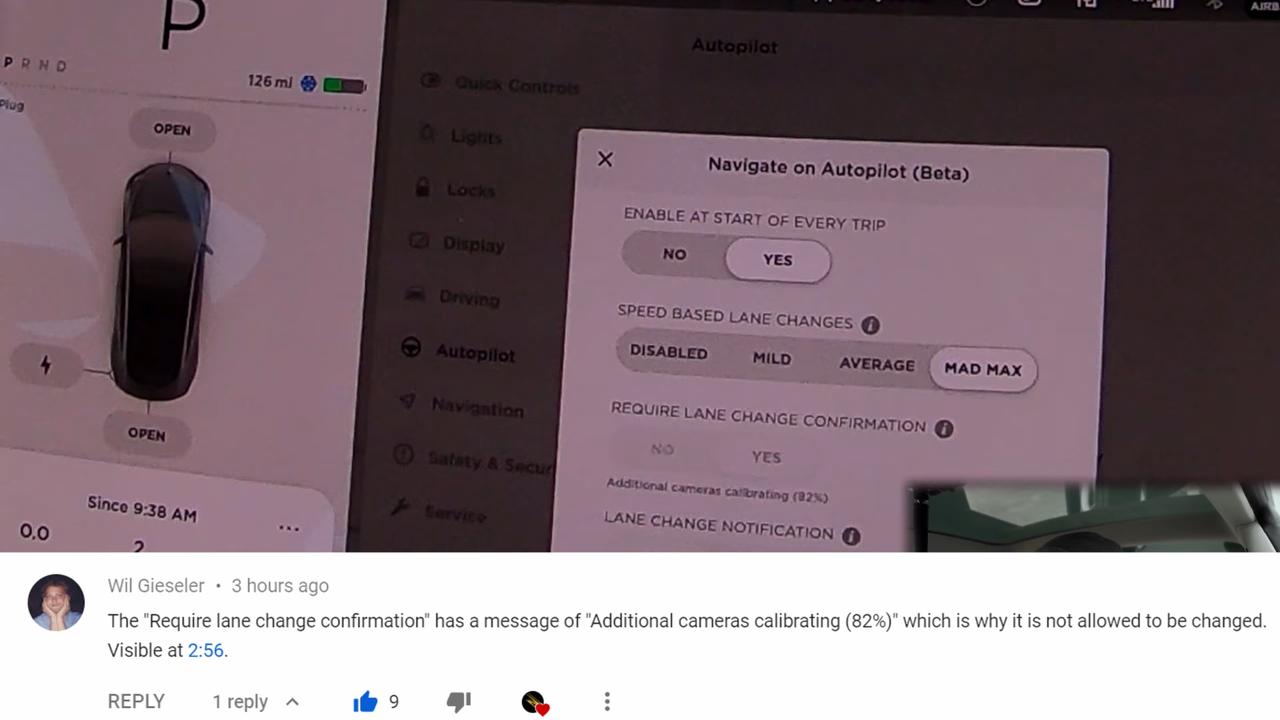 P
P R N D
126 mi
Plug
OPEN
OPEN
Since 9:38 AM
...
0.0
2
Autopilot
Quick Controls
Lights
Locks
Display
Driving
Autopilot
Navigation
Safety & Secur
Service
Navigate on Autopilot (Beta)
ENABLE AT START OF EVERY TRIP
NO YES
SPEED BASED LANE CHANGES
DISABLED MILD AVERAGE MAD MAX
REQUIRE LANE CHANGE CONFIRMATION
NO YES
Additional cameras calibrating (82%)
LANE CHANGE NOTIFICATION
Wil Gieseler • 3 hours ago
The "Require lane change confirmation" has a message of "Additional cameras calibrating (82%)" which is why it is not allowed to be changed.
Visible at 2:56.
REPLY 1 reply 9